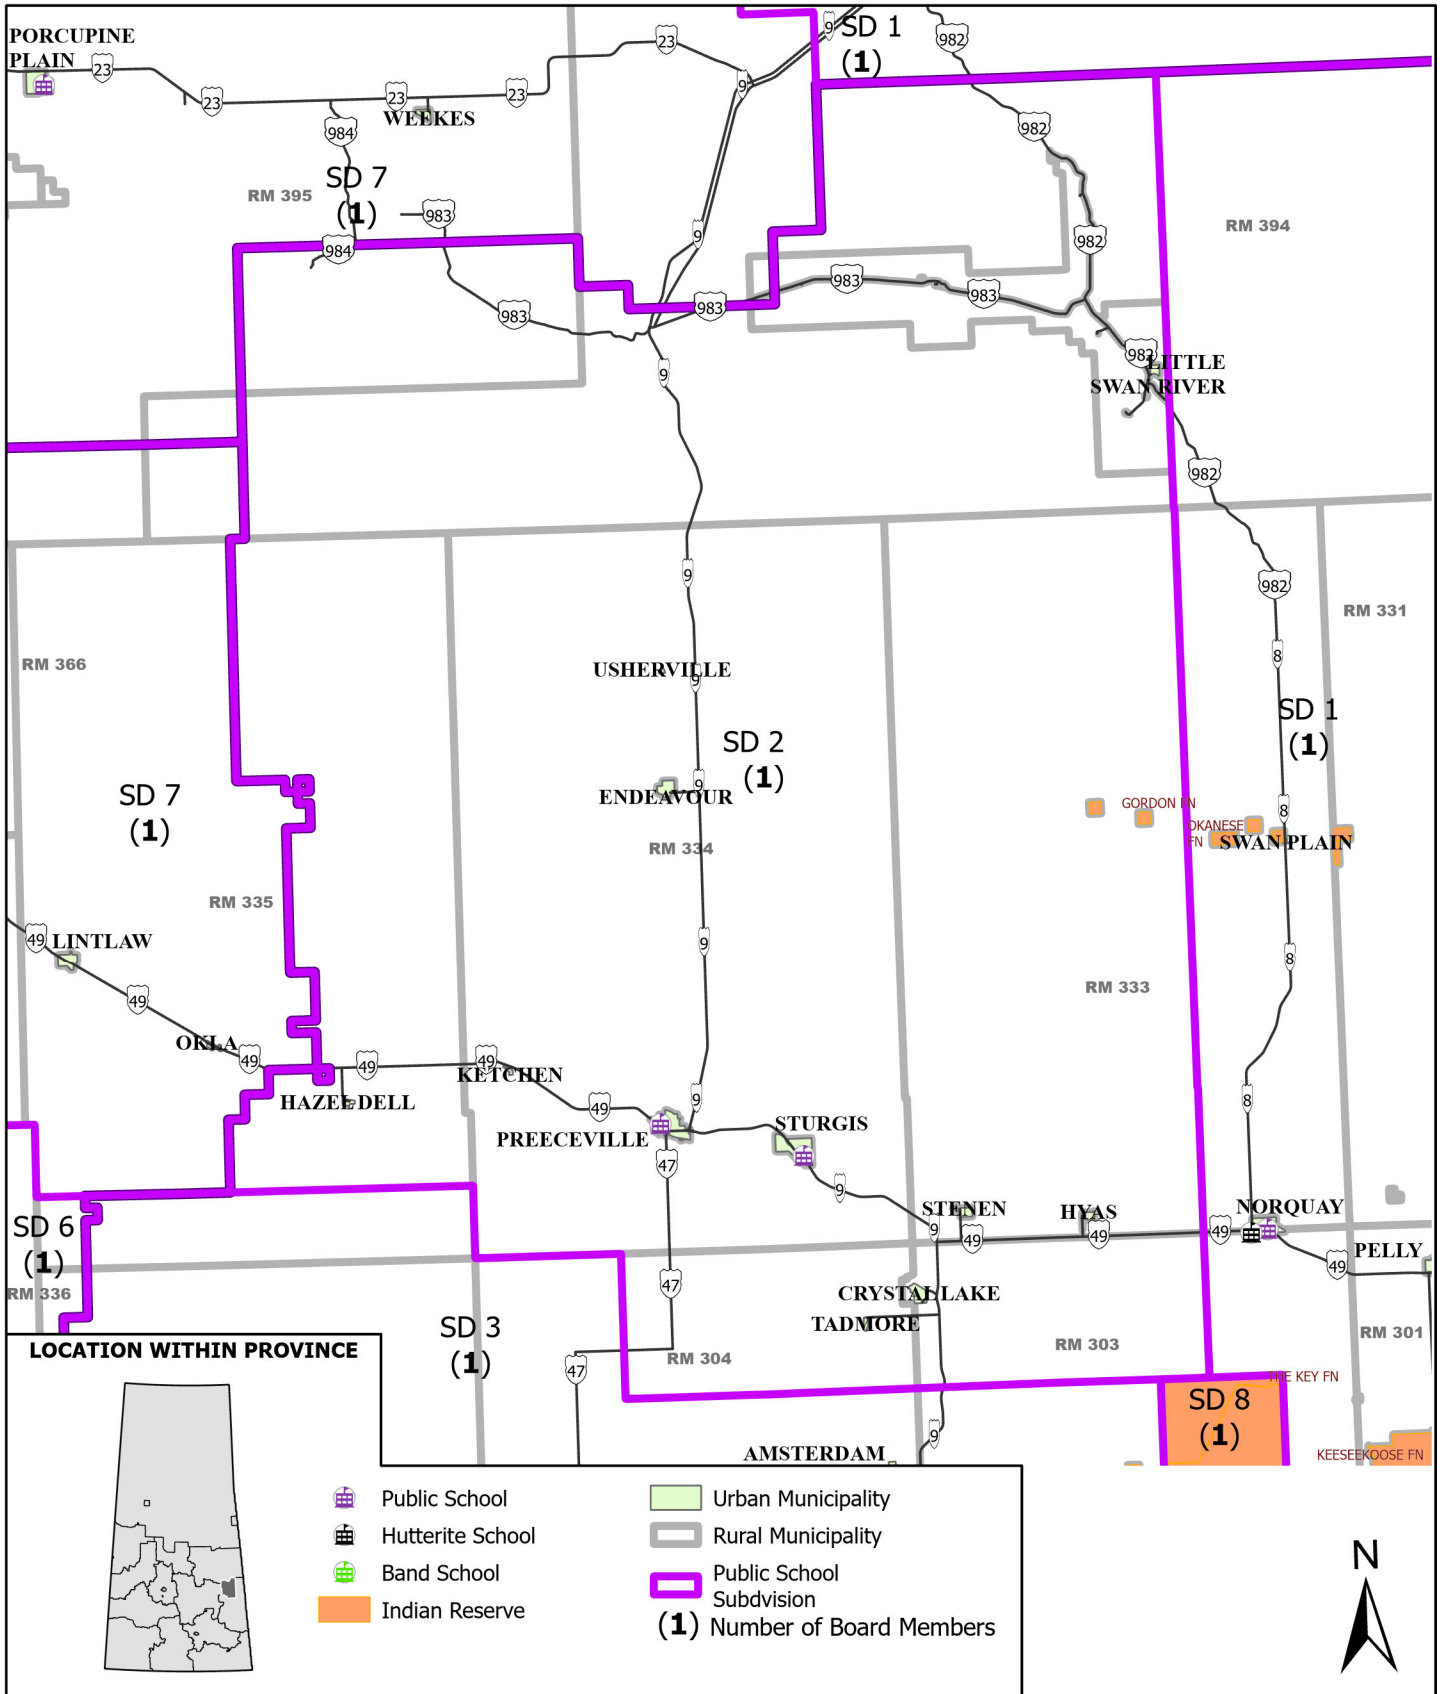 PORCUPINE
PLAIN
23
23
23
23
23
WEEKES
984
SD 7
(1)
RM 395
984
983
983
9
9
9
SD 1
(1)
982
982
982
RM 394
983
983
983
982
LITTLE
SWAN RIVER
982
982
9
9
RM 366
RM 331
USHERVILLE
9
SD 2
(1)
9
ENDEAVOUR
RM 334
8
SD 1
(1)
8
GORDON FN
OKANESE
FN
SWAN PLAIN
SD 7
(1)
RM 335
49
LINTLAW
49
OKLA
49
9
8
RM 333
49
HAZEL DELL
49
KETCHEN
49
9
PREECEVILLE
STURGIS
47
9
8
STENEN
9
49
HYAS
49
49
NORQUAY
49
PELLY
SD 6
(1)
RM 336
47
CRYSTAL LAKE
TADMORE
SD 3
(1)
47
RM 304
RM 303
RM 301
THE KEY FN
SD 8
(1)
9
AMSTERDAM
KEESEEKOOSE FN
LOCATION WITHIN PROVINCE
Public School
Hutterite School
Band School
Indian Reserve
Urban Municipality
Rural Municipality
Public School
Subdvision
(1) Number of Board Members
N